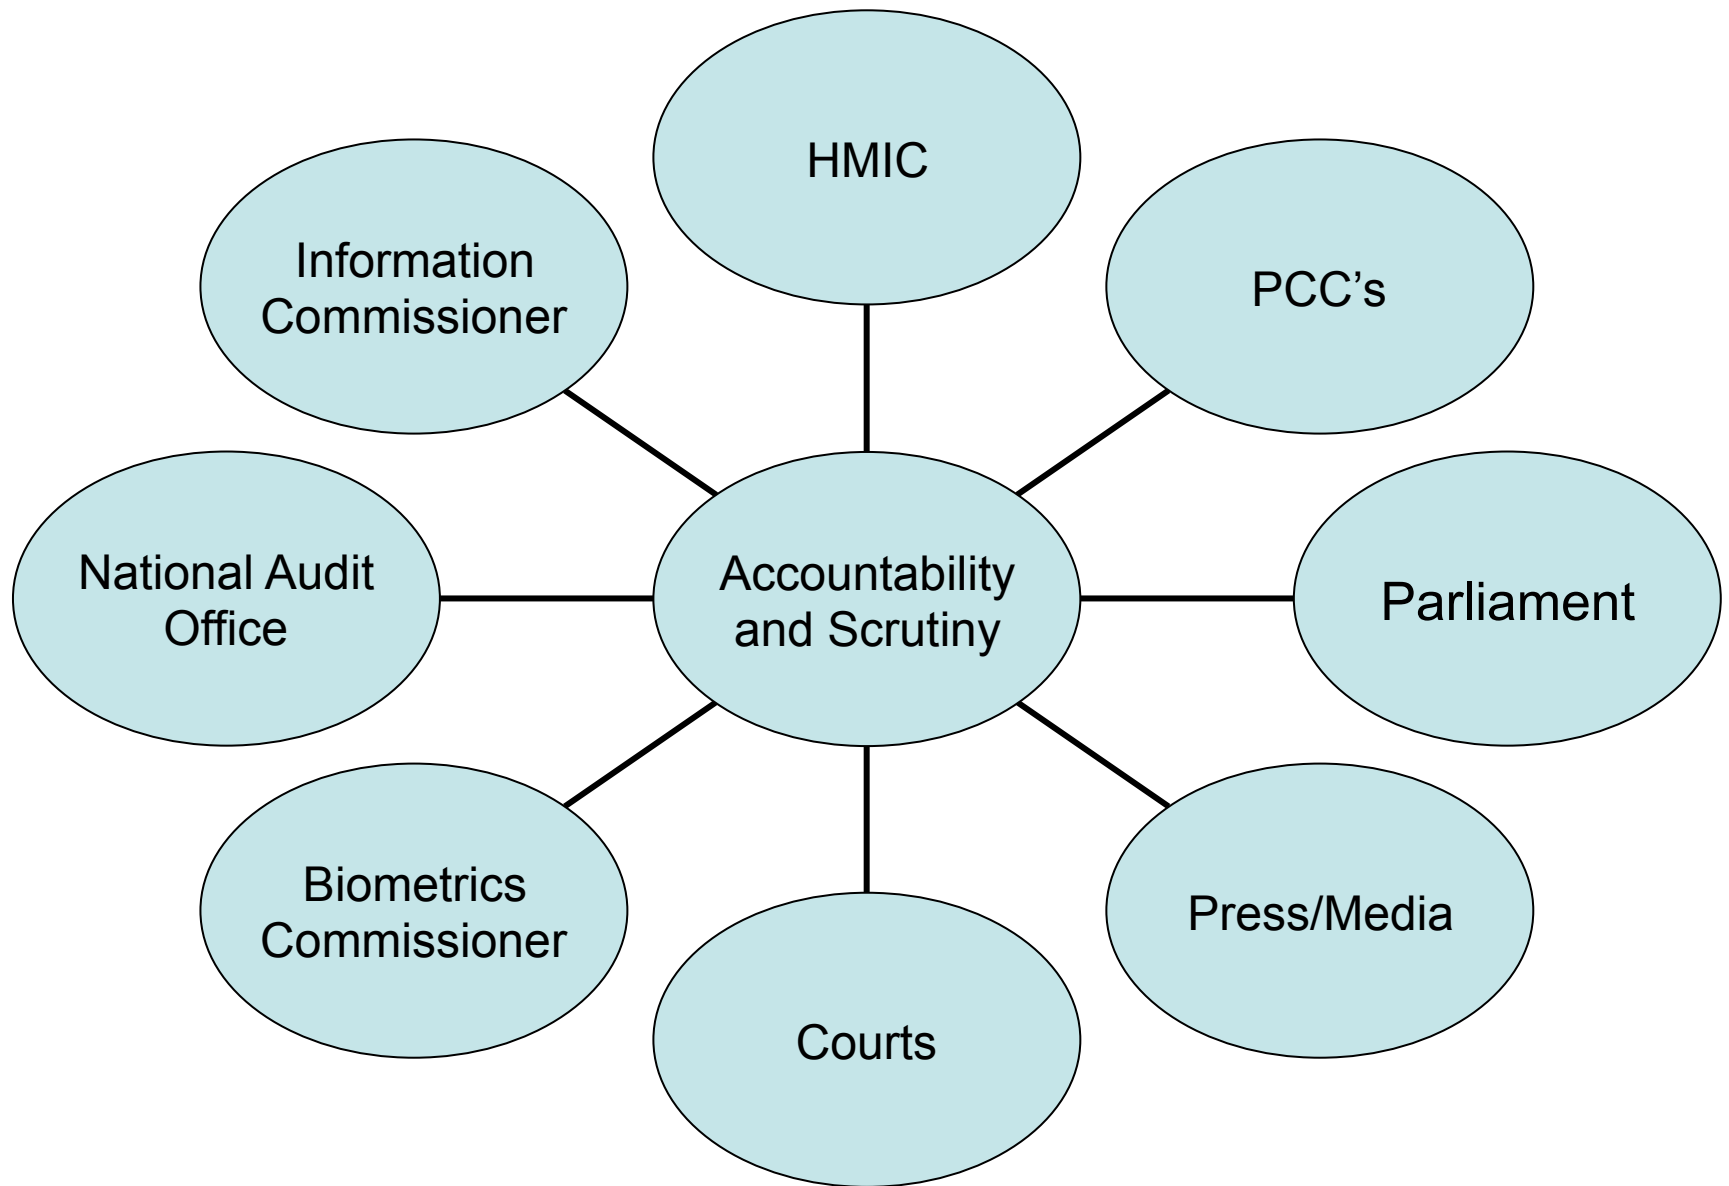 HMIC
Information
Commissioner
PCC’s
National Audit
Office
Accountability
and Scrutiny
Parliament
Biometrics
Commissioner
Press/Media
Courts